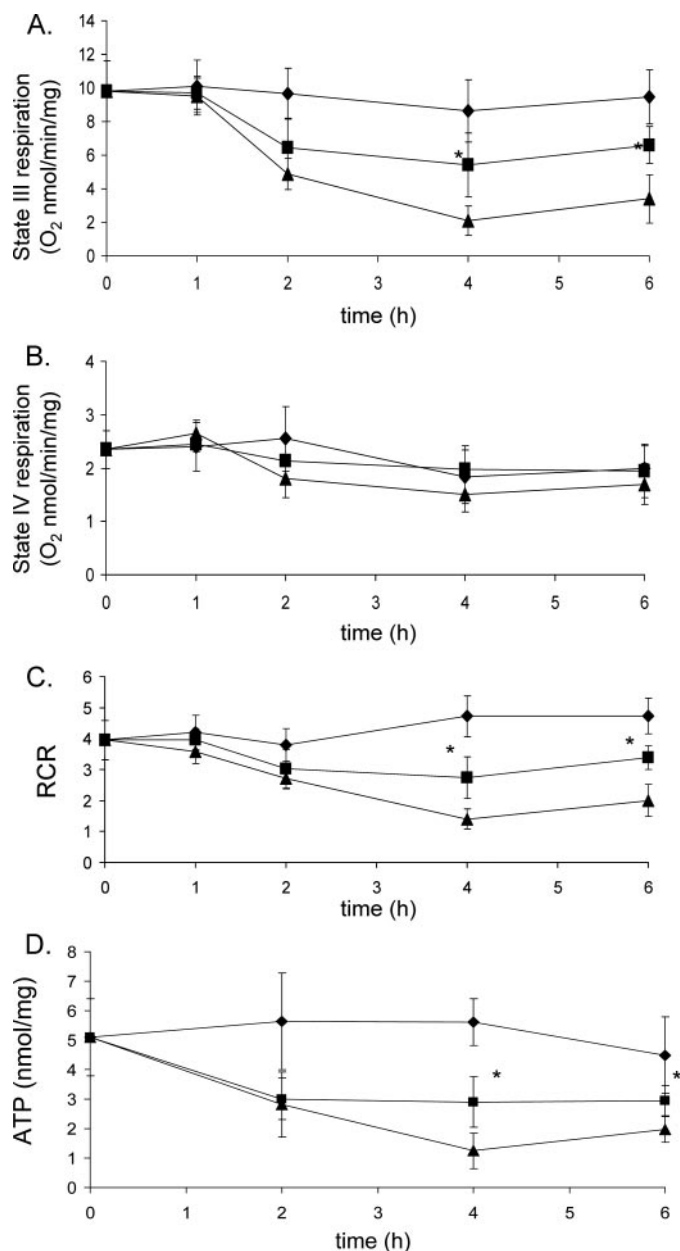 A.
State III respiration
(O₂ nmol/min/mg)
14
12
10
8
6
4
2
0
*
*
0 1 2 3 4 5 6
time (h)
B.
State IV respiration
(O₂ nmol/min/mg)
4
3
2
1
0
0 1 2 3 4 5 6
time (h)
C.
RCR
6
5
4
3
2
1
0
*
*
0 1 2 3 4 5 6
time (h)
D.
ATP (nmol/mg)
8
7
6
5
4
3
2
1
0
*
*
0 1 2 3 4 5 6
time (h)